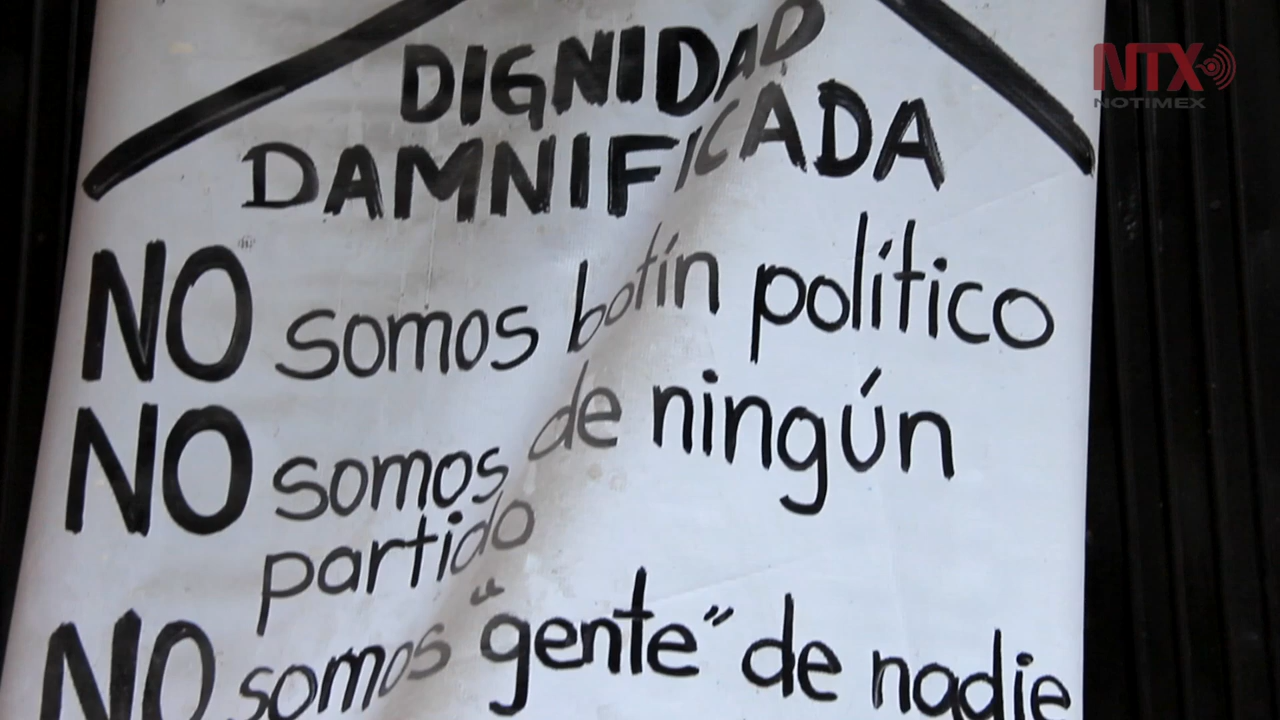 NTX
NOTIMEX
DIGNIDAD
DAMNIFICADA
NO somos botín político
NO somos de ningún
partido
NO somos "gente" de nadie